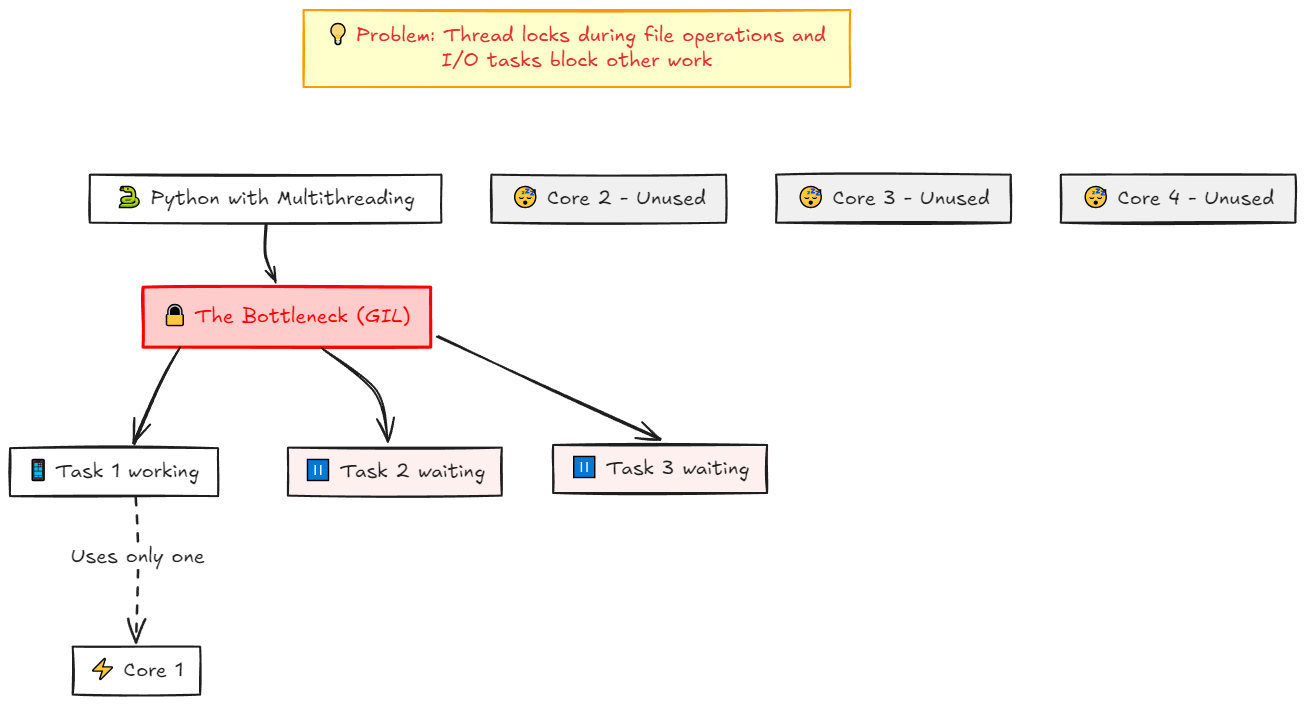 💡 Problem: Thread locks during file operations and
I/O tasks block other work
🐍 Python with Multithreading
😴 Core 2 - Unused
😴 Core 3 - Unused
😴 Core 4 - Unused
🔒 The Bottleneck (GIL)
📱 Task 1 working
⏸️ Task 2 waiting
⏸️ Task 3 waiting
Uses only one
⚡ Core 1